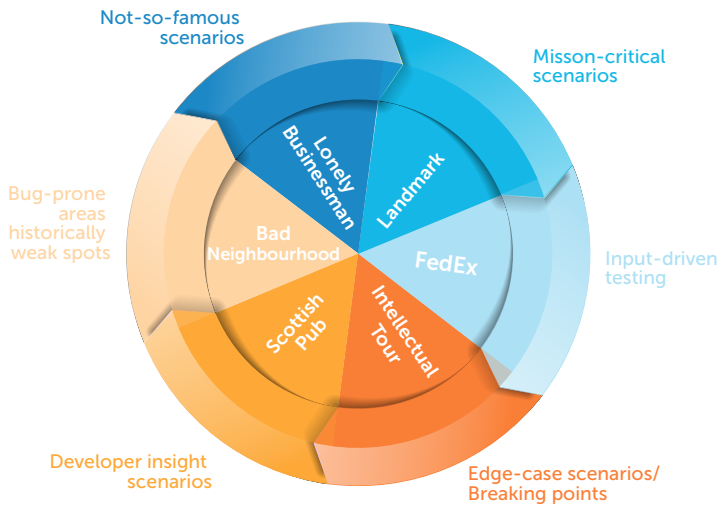 Not-so-famous
scenarios
Misson-critical
scenarios
Lonely
Businessman
Landmark
Bug-prone
areas
historically
weak spots
Bad
Neighbourhood
FedEx
Input-driven
testing
Scottish
Pub
Intellectual
Tour
Developer insight
scenarios
Edge-case scenarios/
Breaking points